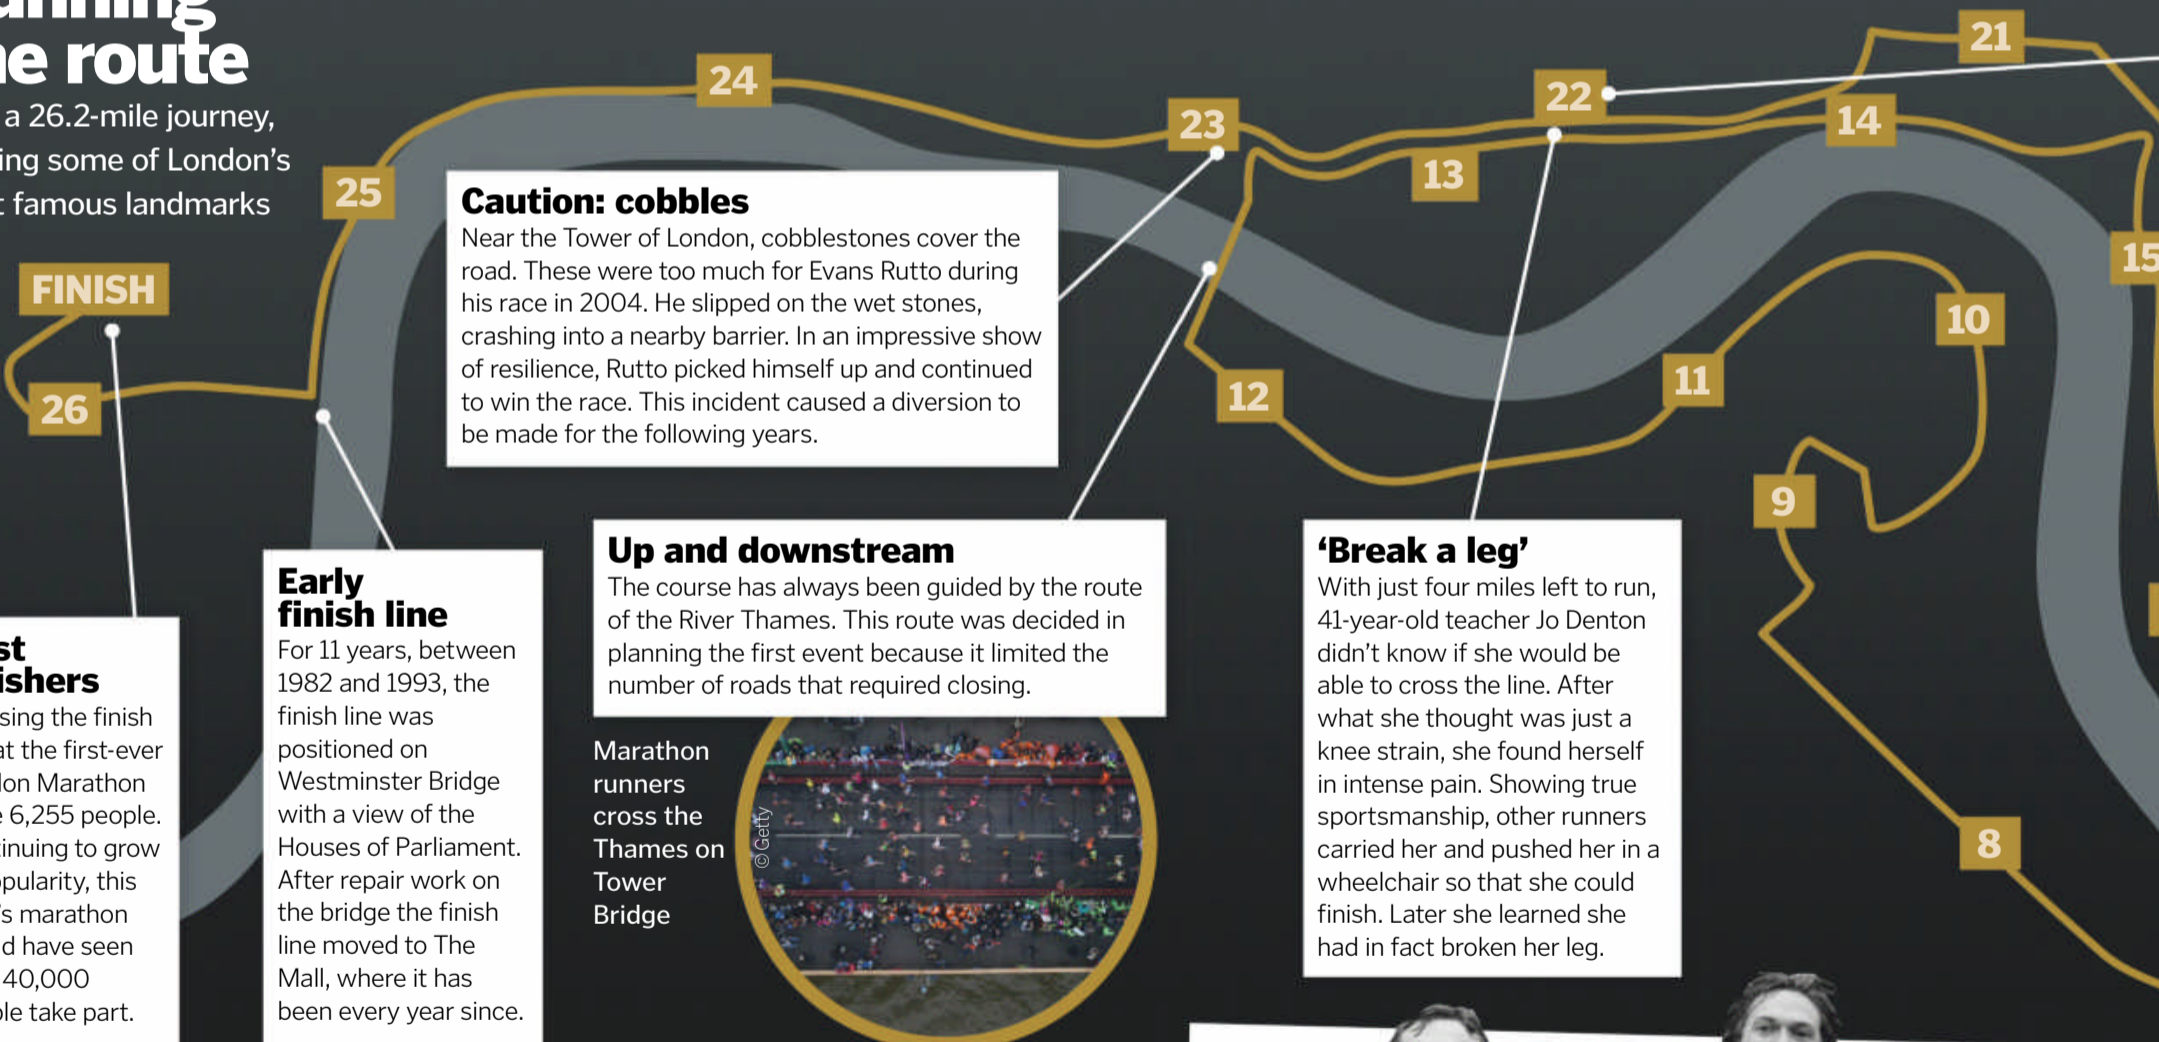 the route
a 26.2-mile journey,
some of London's
famous landmarks
21
24
22
23
14
13
25
15
FINISH
10
11
12
26
9
8
Caution: cobbles
Near the Tower of London, cobblestones cover the
road. These were too much for Evans Rutto during
his race in 2004. He slipped on the wet stones,
crashing into a nearby barrier. In an impressive show
of resilience, Rutto picked himself up and continued
to win the race. This incident caused a diversion to
be made for the following years.
finishers
the finish
at the first-ever
Marathon
6,255 people.
to grow
this
marathon
have seen
40,000
take part.
Early
finish line
For 11 years, between
1982 and 1993, the
finish line was
positioned on
Westminster Bridge
with a view of the
Houses of Parliament.
After repair work on
the bridge the finish
line moved to The
Mall, where it has
been every year since.
Up and downstream
The course has always been guided by the route
of the River Thames. This route was decided in
planning the first event because it limited the
number of roads that required closing.
Marathon
runners
cross the
Thames on
Tower
Bridge
© Getty
‘Break a leg’
With just four miles left to run,
41-year-old teacher Jo Denton
didn’t know if she would be
able to cross the line. After
what she thought was just a
knee strain, she found herself
in intense pain. Showing true
sportsmanship, other runners
carried her and pushed her in a
wheelchair so that she could
finish. Later she learned she
had in fact broken her leg.